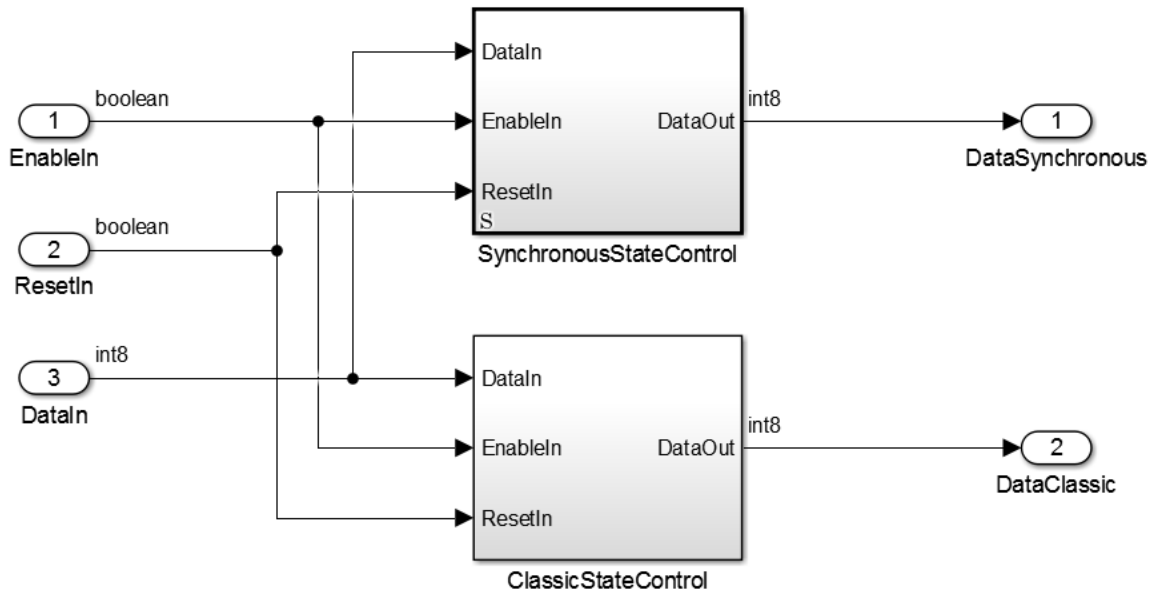 DataIn
boolean
1
EnableIn
EnableIn
DataOut
int8
1
DataSynchronous
ResetIn
S
boolean
2
ResetIn
SynchronousStateControl
int8
3
DataIn
DataIn
EnableIn
DataOut
int8
2
DataClassic
ResetIn
ClassicStateControl